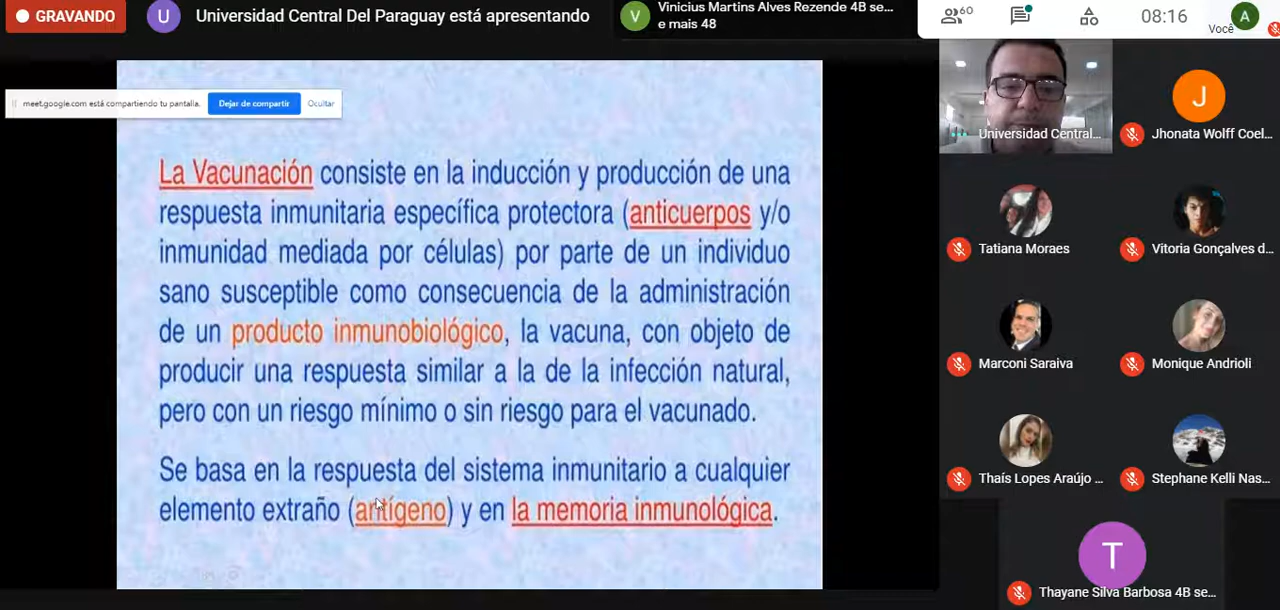 GRAVANDO
U
Universidad Central Del Paraguay está apresentando
V
Vinicius Martins Alves Rezende 4B se...
e mais 48
60
08:16
Você
A
meet.google.com está compartiendo tu pantalla.
Dejar de compartir
Ocultar
La Vacunación consiste en la inducción y producción de una
respuesta inmunitaria específica protectora (anticuerpos y/o
inmunidad mediada por células) por parte de un individuo
sano susceptible como consecuencia de la administración
de un producto inmunobiológico, la vacuna, con objeto de
producir una respuesta similar a la de la infección natural,
pero con un riesgo mínimo o sin riesgo para el vacunado.
Se basa en la respuesta del sistema inmunitario a cualquier
elemento extraño (antígeno) y en la memoria inmunológica.
Universidad Central...
J
Jhonata Wolff Coel...
Tatiana Moraes
Vitoria Gonçalves d...
Marconi Saraiva
Monique Andrioli
Thaís Lopes Araújo ...
Stephane Kelli Nas...
T
Thayane Silva Barbosa 4B se...